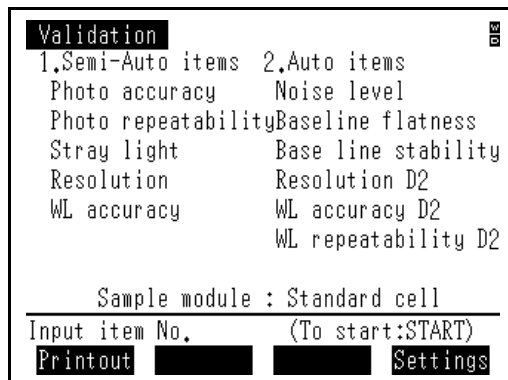 Validation
W
D
1.Semi-Auto items 2.Auto items
Photo accuracy Noise level
Photo repeatabilityBaseline flatness
Stray light Base line stability
Resolution Resolution D2
WL accuracy WL accuracy D2
WL repeatability D2
Sample module : Standard cell
Input item No. (To start:START)
Printout Settings